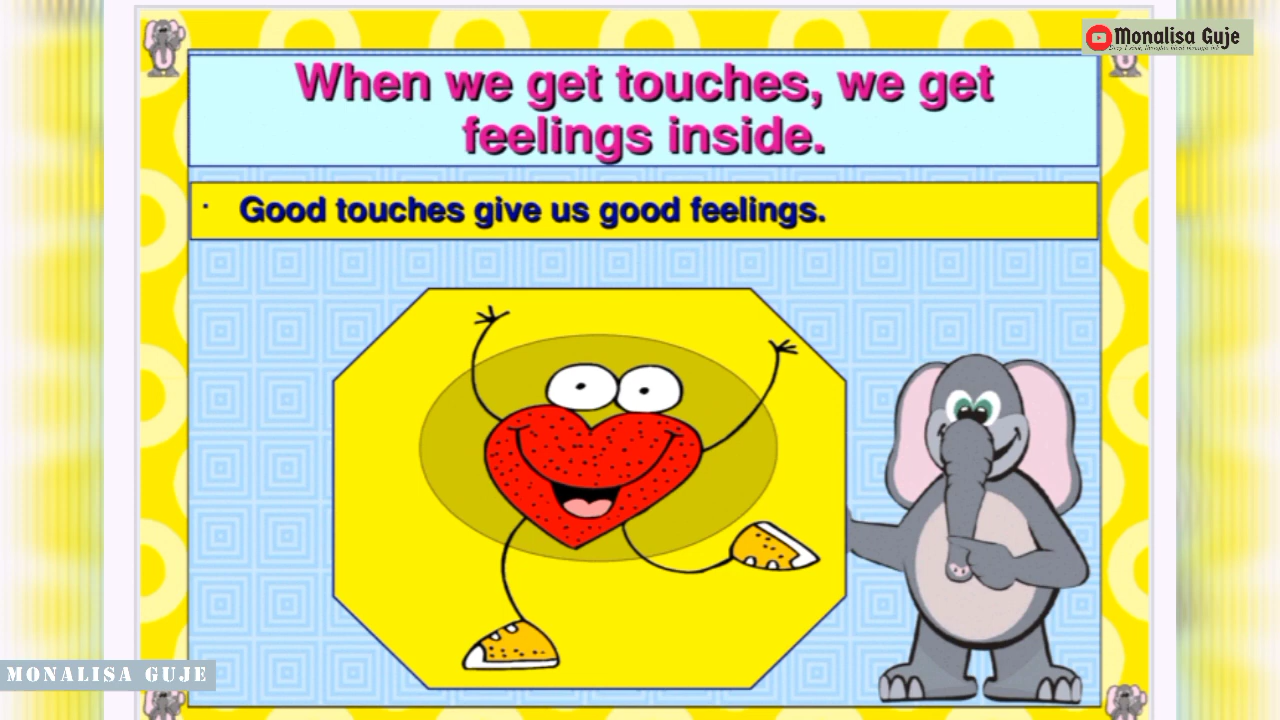 Monalisa Guje
When we get touches, we get
feelings inside.
· Good touches give us good feelings.
MONALISA GUJE